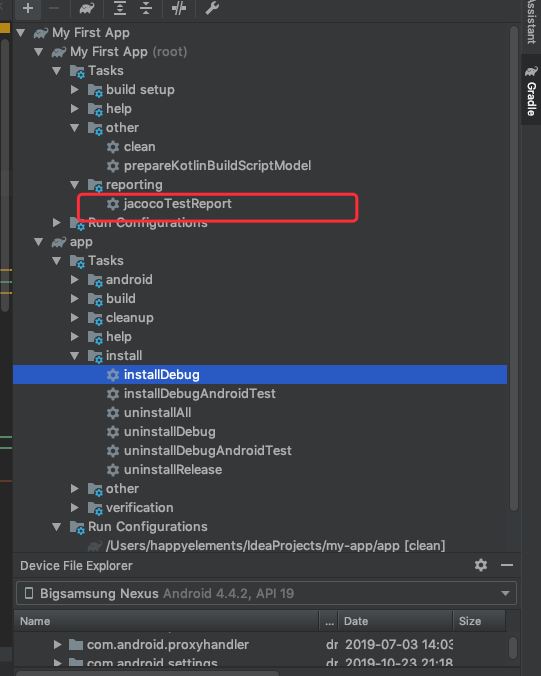 My First App
My First App (root)
Tasks
build setup
help
other
clean
prepareKotlinBuildScriptModel
reporting
jacocoTestReport
Run Configurations
app
Tasks
android
build
cleanup
help
install
installDebug
installDebugAndroidTest
uninstallAll
uninstallDebug
uninstallDebugAndroidTest
uninstallRelease
other
verification
Run Configurations
/Users/happyelements/IdeaProjects/my-app/app [clean]
Assistant
Gradle
Device File Explorer
Bigsamsung Nexus Android 4.4.2, API 19
Name ... Date Size
com.android.proxyhandler dr 2019-07-03 14:03
com.android.settings dr 2019-10-23 21:18